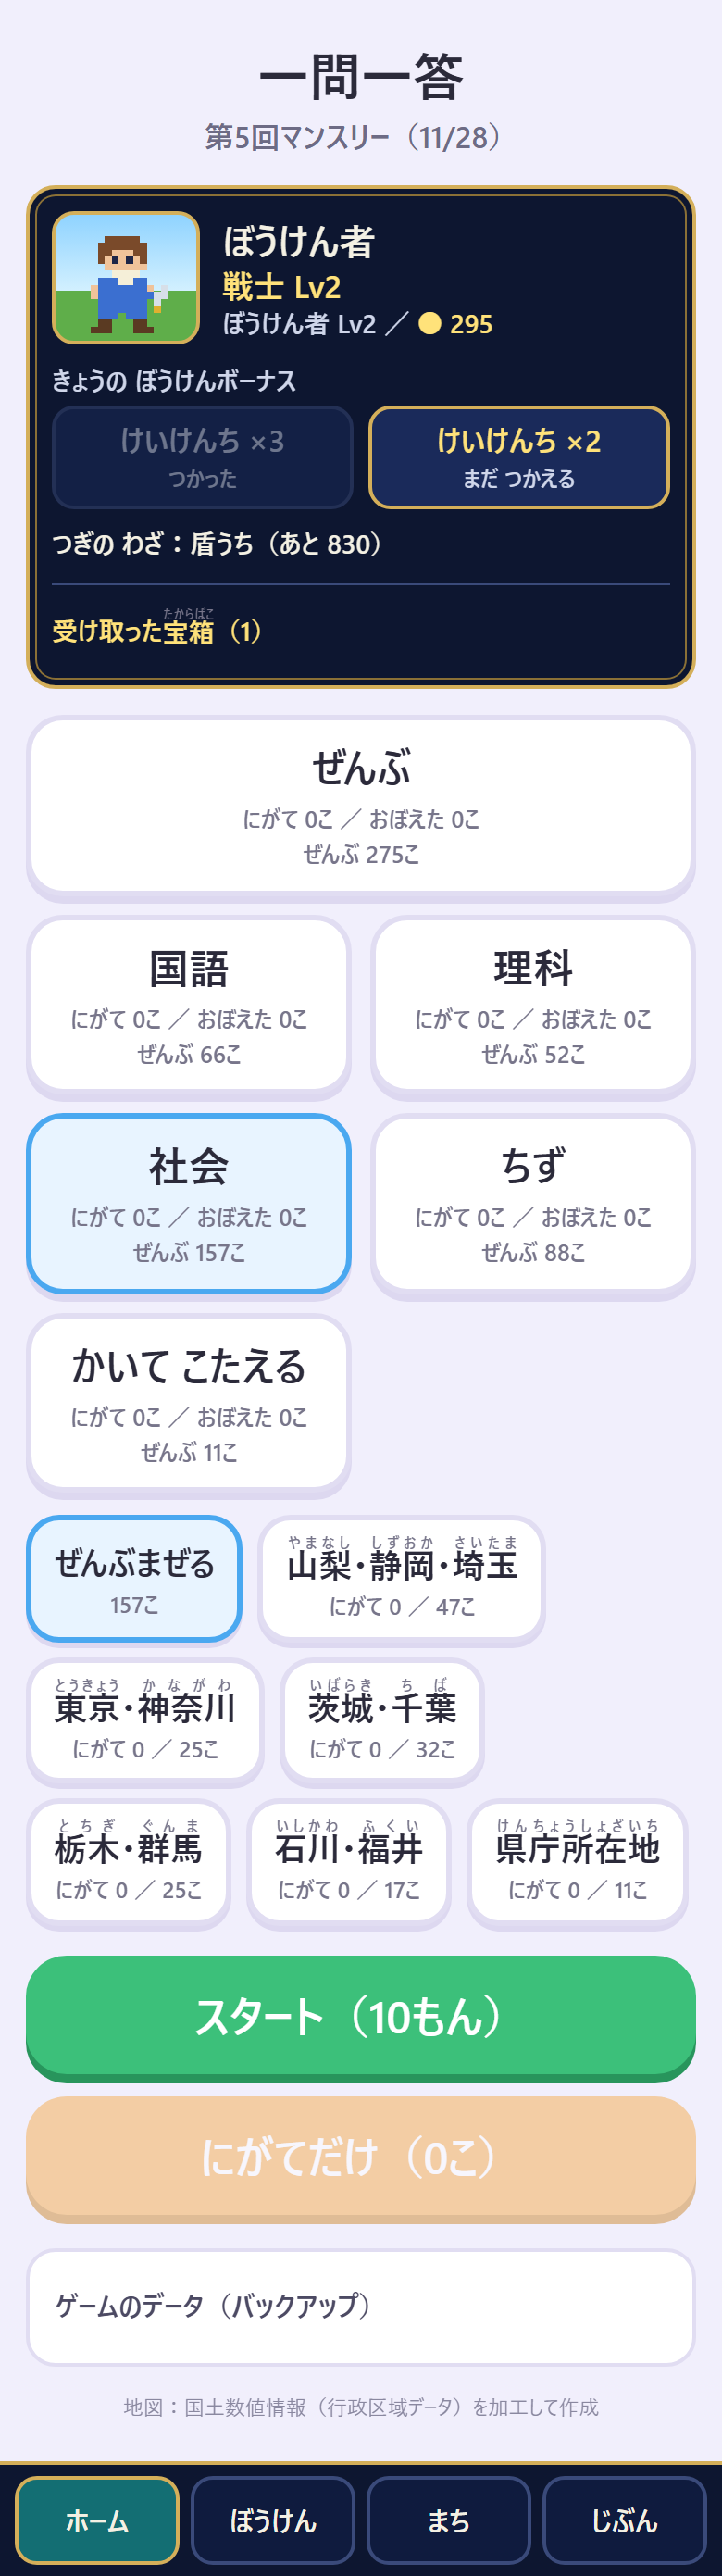 一問一答
第5回マンスリー（11/28）
ぼうけん者
戦士 Lv2
ぼうけん者 Lv2 ／ 295
きょうの ぼうけんボーナス
けいけんち ×3
つかった
けいけんち ×2
まだ つかえる
つぎの わざ：盾うち（あと 830）
たからばこ
受け取った宝箱（1）
ぜんぶ
にがて 0こ ／ おぼえた 0こ
ぜんぶ 275こ
国語
にがて 0こ ／ おぼえた 0こ
ぜんぶ 66こ
理科
にがて 0こ ／ おぼえた 0こ
ぜんぶ 52こ
社会
にがて 0こ ／ おぼえた 0こ
ぜんぶ 157こ
ちず
にがて 0こ ／ おぼえた 0こ
ぜんぶ 88こ
かいて こたえる
にがて 0こ ／ おぼえた 0こ
ぜんぶ 11こ
ぜんぶまぜる
157こ
やまなし しずおか さいたま
山梨・静岡・埼玉
にがて 0 ／ 47こ
とうきょう かながわ
東京・神奈川
にがて 0 ／ 25こ
いばらき ちば
茨城・千葉
にがて 0 ／ 32こ
とちぎ ぐんま
栃木・群馬
にがて 0 ／ 25こ
いしかわ ふくい
石川・福井
にがて 0 ／ 17こ
けんちょうしょざいち
県庁所在地
にがて 0 ／ 11こ
スタート（10もん）
にがてだけ（0こ）
ゲームのデータ（バックアップ）
地図：国土数値情報（行政区域データ）を加工して作成
ホーム
ぼうけん
まち
じぶん